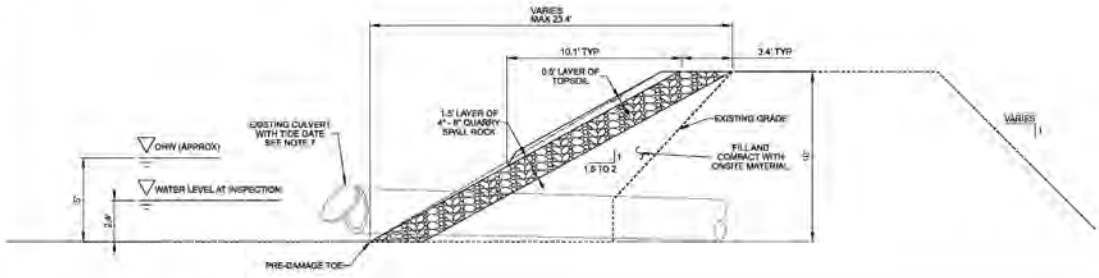 VARIES
MAX 23.4'
10.1' TYP
3.4' TYP
0.5' LAYER OF
TOPSOIL
1.5' LAYER OF
4" - 8" QUARRY
SPALL ROCK
EXISTING CULVERT
WITH TIDE GATE
SEE NOTE 7
EXISTING GRADE
VARIES
1
OHW (APPROX)
FILL AND
COMPACT WITH
ONSITE MATERIAL
1
1.5 TO 2
10'
WATER LEVEL AT INSPECTION
5'
PRE-DAMAGE TOE